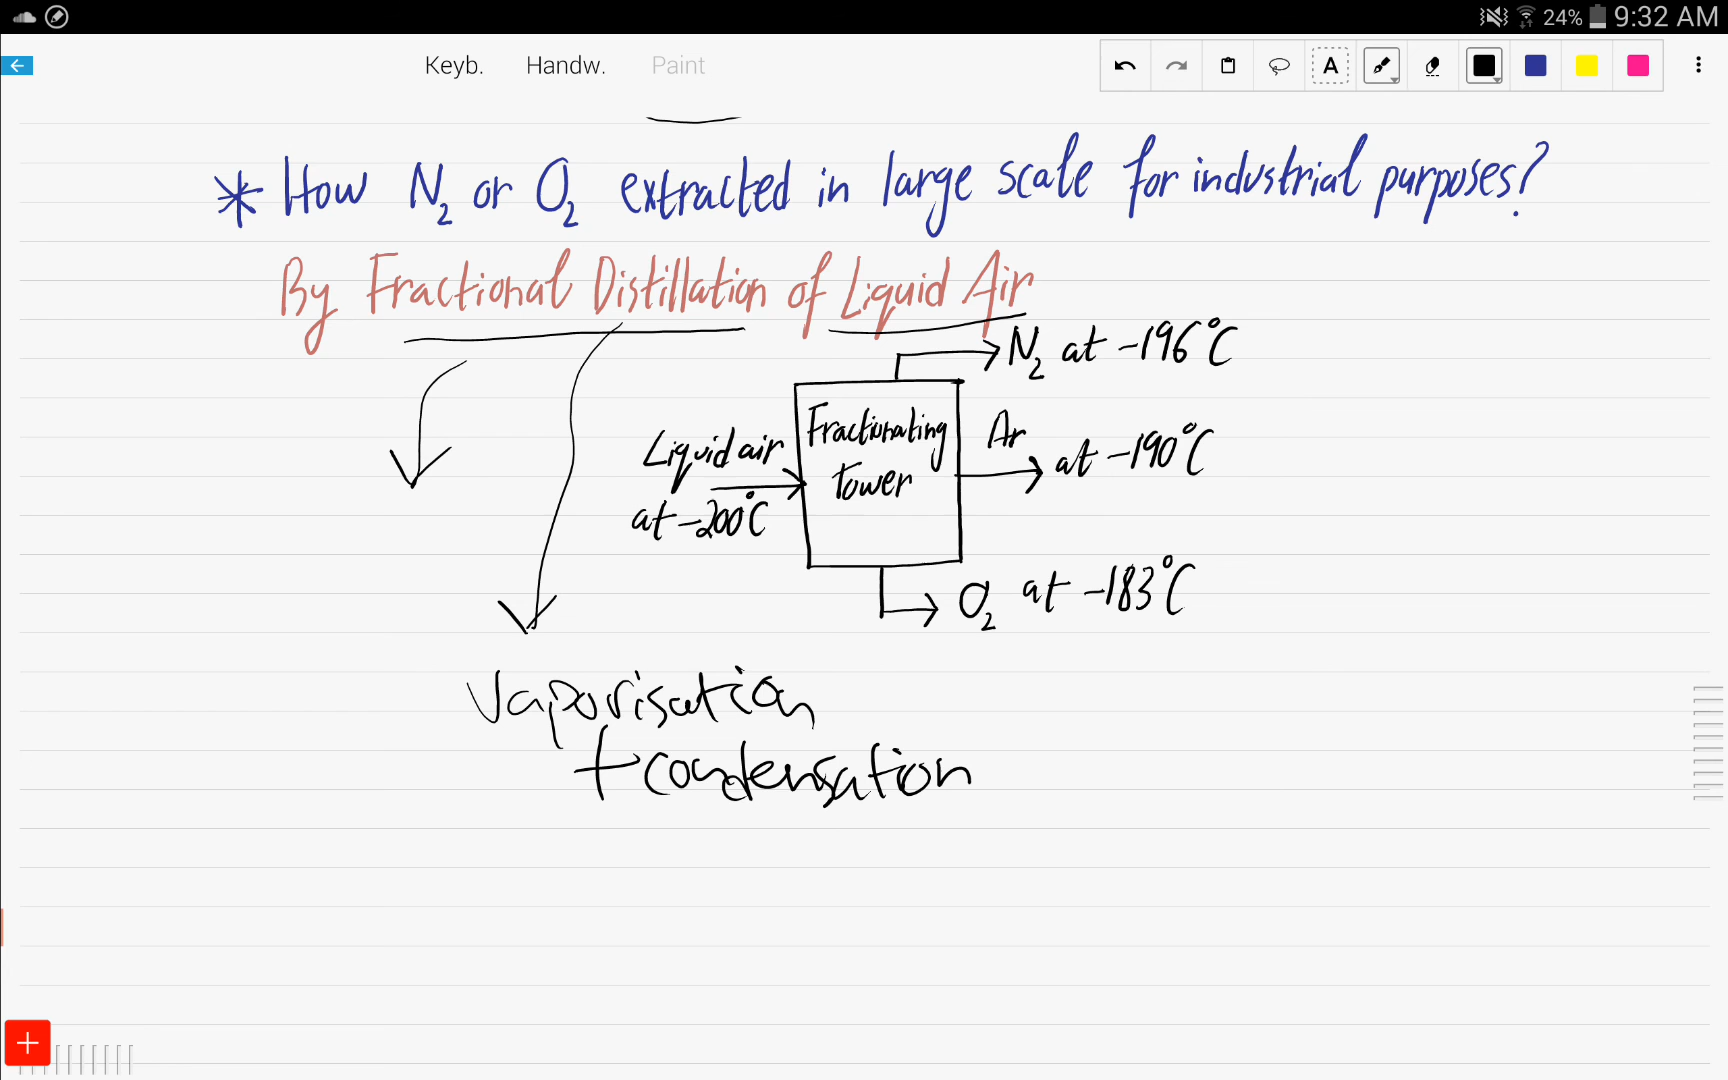 24% 9:32 AM
Keyb. Handw. Paint
A
* How N₂ or O₂ extracted in large scale for industrial purposes?
By Fractional Distillation of Liquid Air
N₂ at -196°C
Fractionating
tower
Ar
at -190°C
Liquid air
at -200°C
O₂ at -183°C
Vaporisation
+ condensation